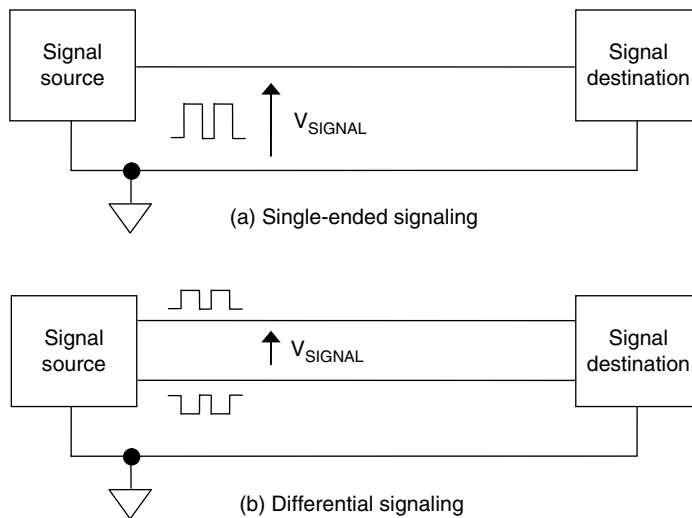 Signal
source
Signal
destination
V_SIGNAL
(a) Single-ended signaling
Signal
source
Signal
destination
V_SIGNAL
(b) Differential signaling